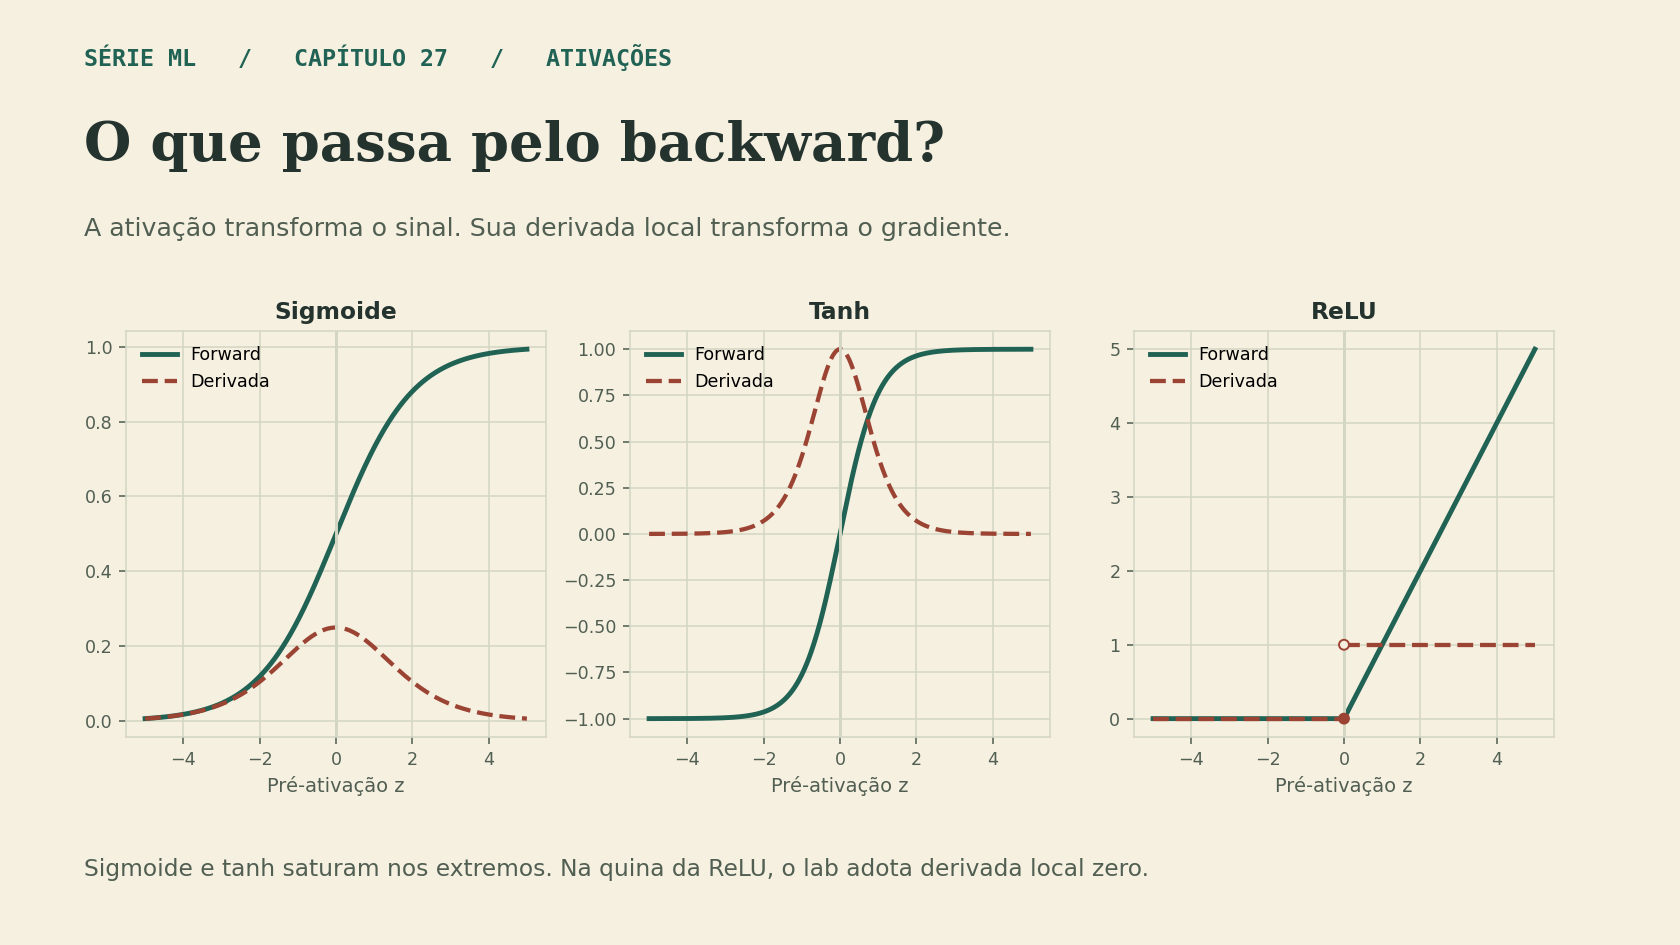 SÉRIE ML / CAPÍTULO 27 / ATIVAÇÕES
O que passa pelo backward?
A ativação transforma o sinal. Sua derivada local transforma o gradiente.
Sigmoide
Forward
Derivada
1.0
0.8
0.6
0.4
0.2
0.0
−4 −2 0 2 4
Pré-ativação z
Tanh
Forward
Derivada
1.00
0.75
0.50
0.25
0.00
−0.25
−0.50
−0.75
−1.00
−4 −2 0 2 4
Pré-ativação z
ReLU
Forward
Derivada
5
4
3
2
1
0
−4 −2 0 2 4
Pré-ativação z
Sigmoide e tanh saturam nos extremos. Na quina da ReLU, o lab adota derivada local zero.